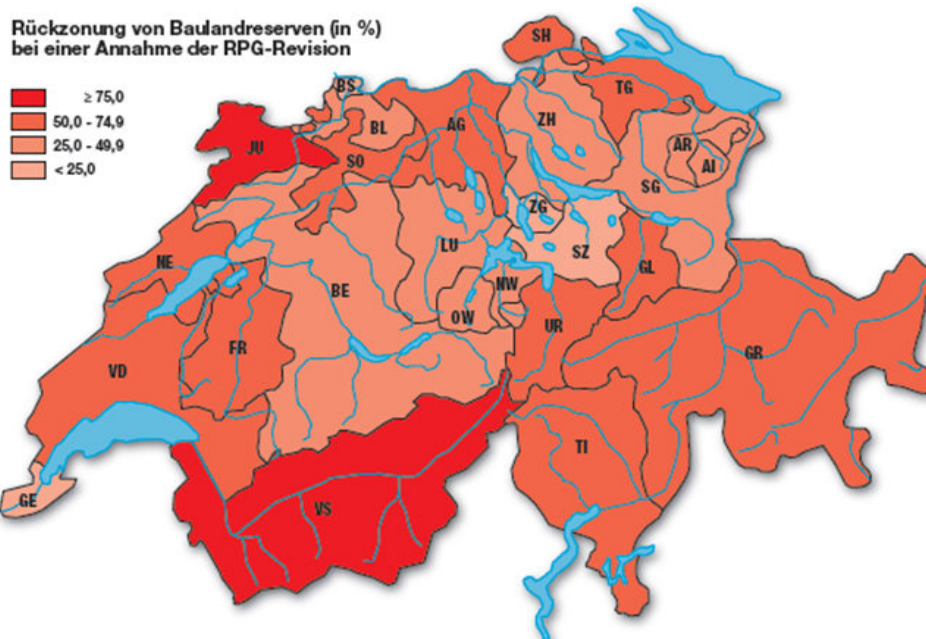 Rückzonung von Baulandreserven (in %)
bei einer Annahme der RPG-Revision
≥ 75,0
50,0 - 74,9
25,0 - 49,9
< 25,0
SH
BS
TG
BL
AG
ZH
JU
SO
AR
AI
SG
ZG
LU
SZ
NE
GL
NW
BE
OW
UR
FR
GR
VD
TI
GE
VS